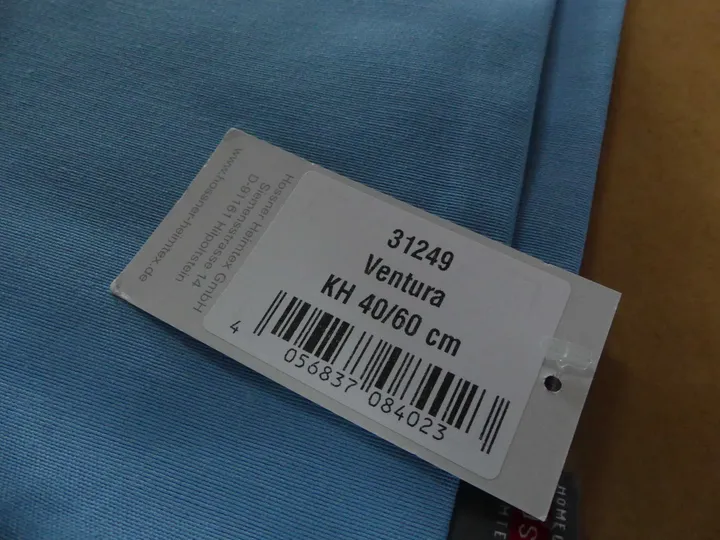 31249
Ventura
KH 40/60 cm
4 056837 084023
Hossner Heimtex GmbH
Siemensstrasse 14
D-91161 Hilpoltstein
www.hossner-heimtex.de
HOMEC